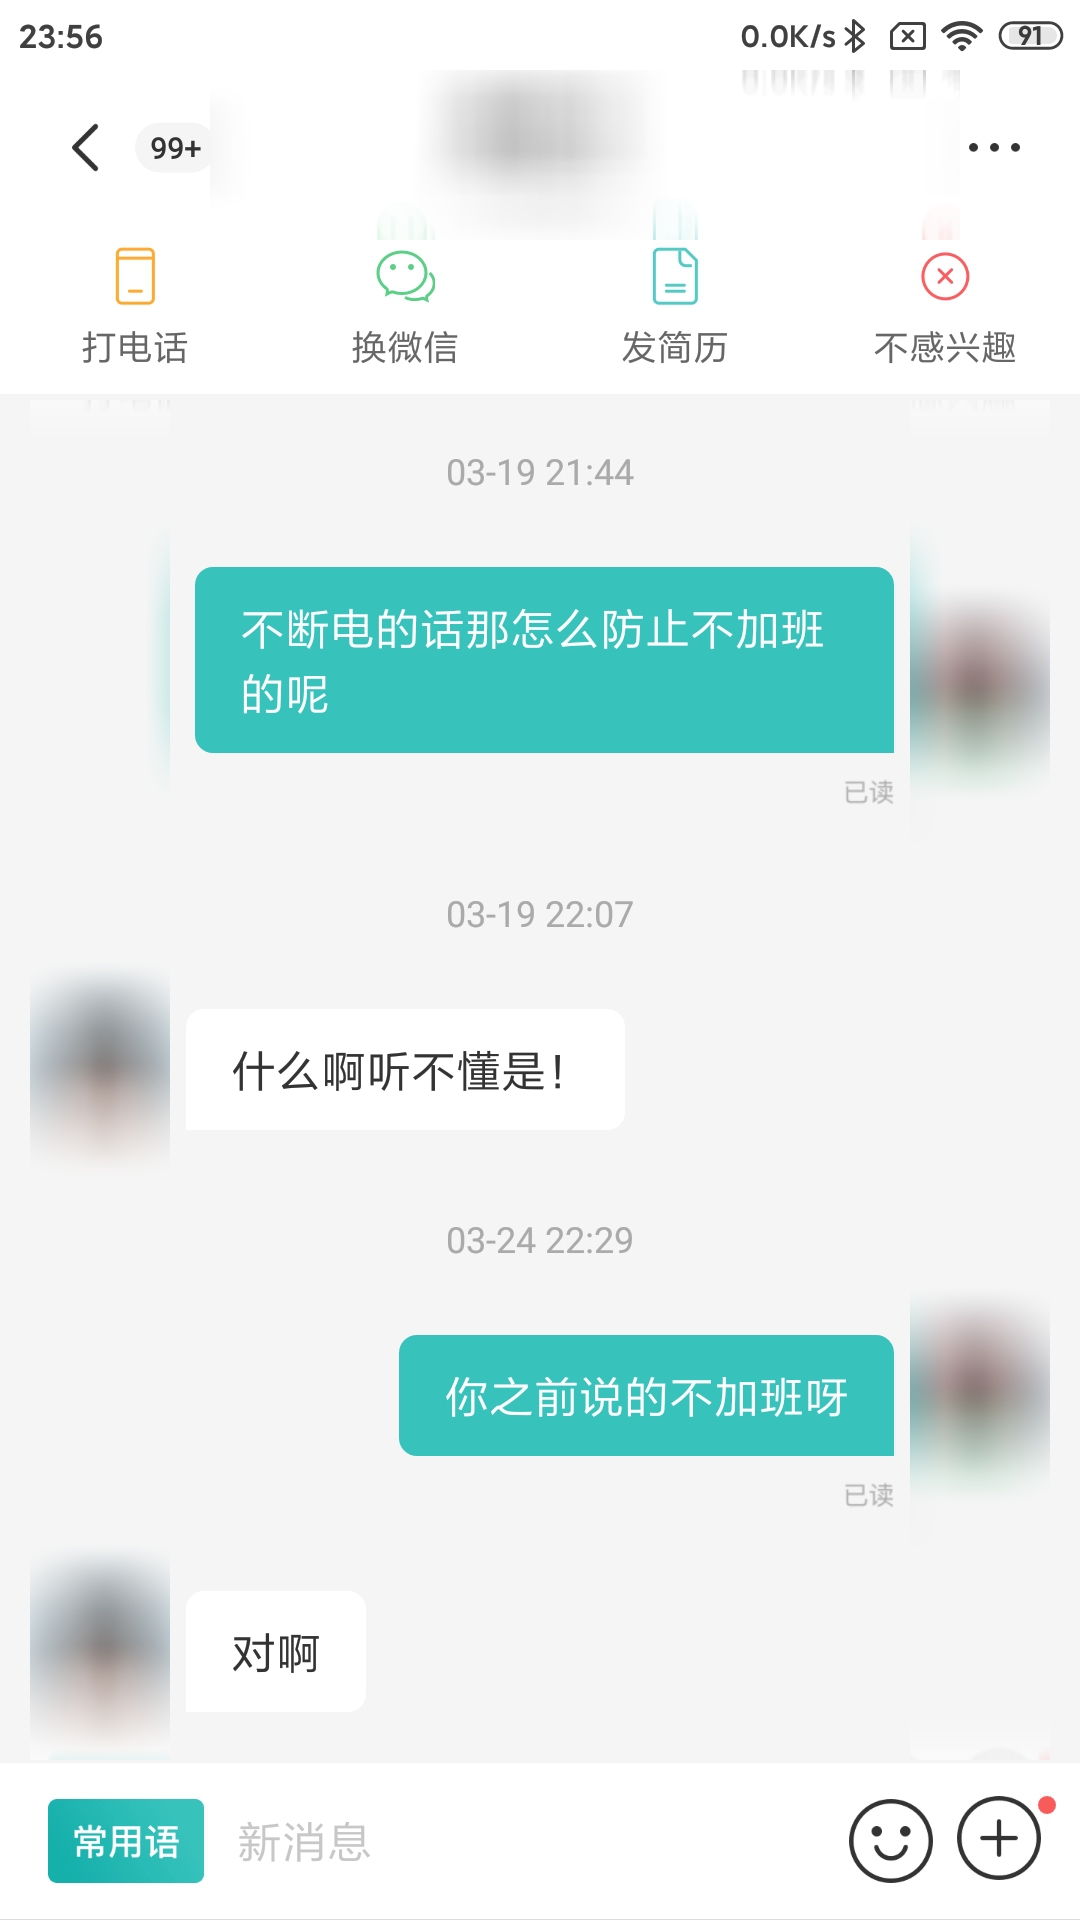 23:56
0.0K/s
91
99+
打电话
换微信
发简历
不感兴趣
03-19 21:44
不断电的话那怎么防止不加班
的呢
已读
03-19 22:07
什么啊听不懂是!
03-24 22:29
你之前说的不加班呀
已读
对啊
常用语
新消息